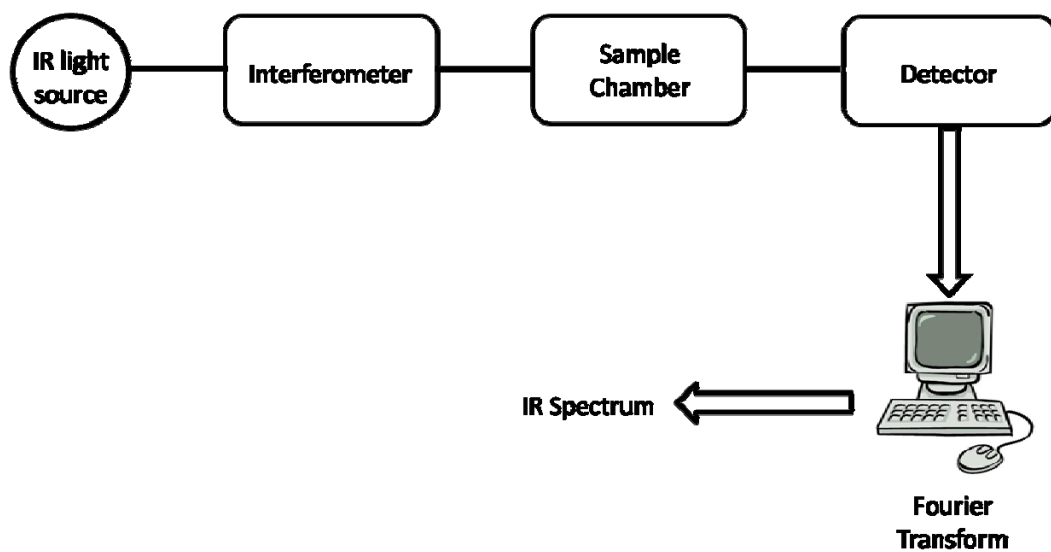 IR light
source
Interferometer
Sample
Chamber
Detector
IR Spectrum
Fourier
Transform